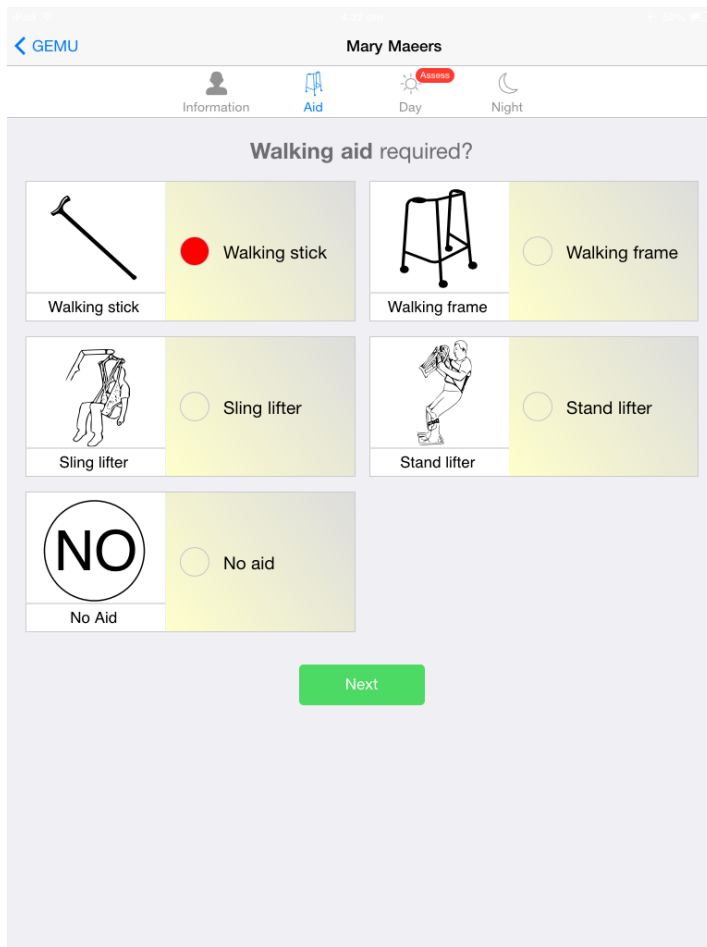 GEMU
Mary Maeers
Assess
Information Aid Day Night
Walking aid required?
Walking stick
Walking stick
Walking frame
Walking frame
Sling lifter
Sling lifter
Stand lifter
Stand lifter
NO
No aid
No Aid
Next